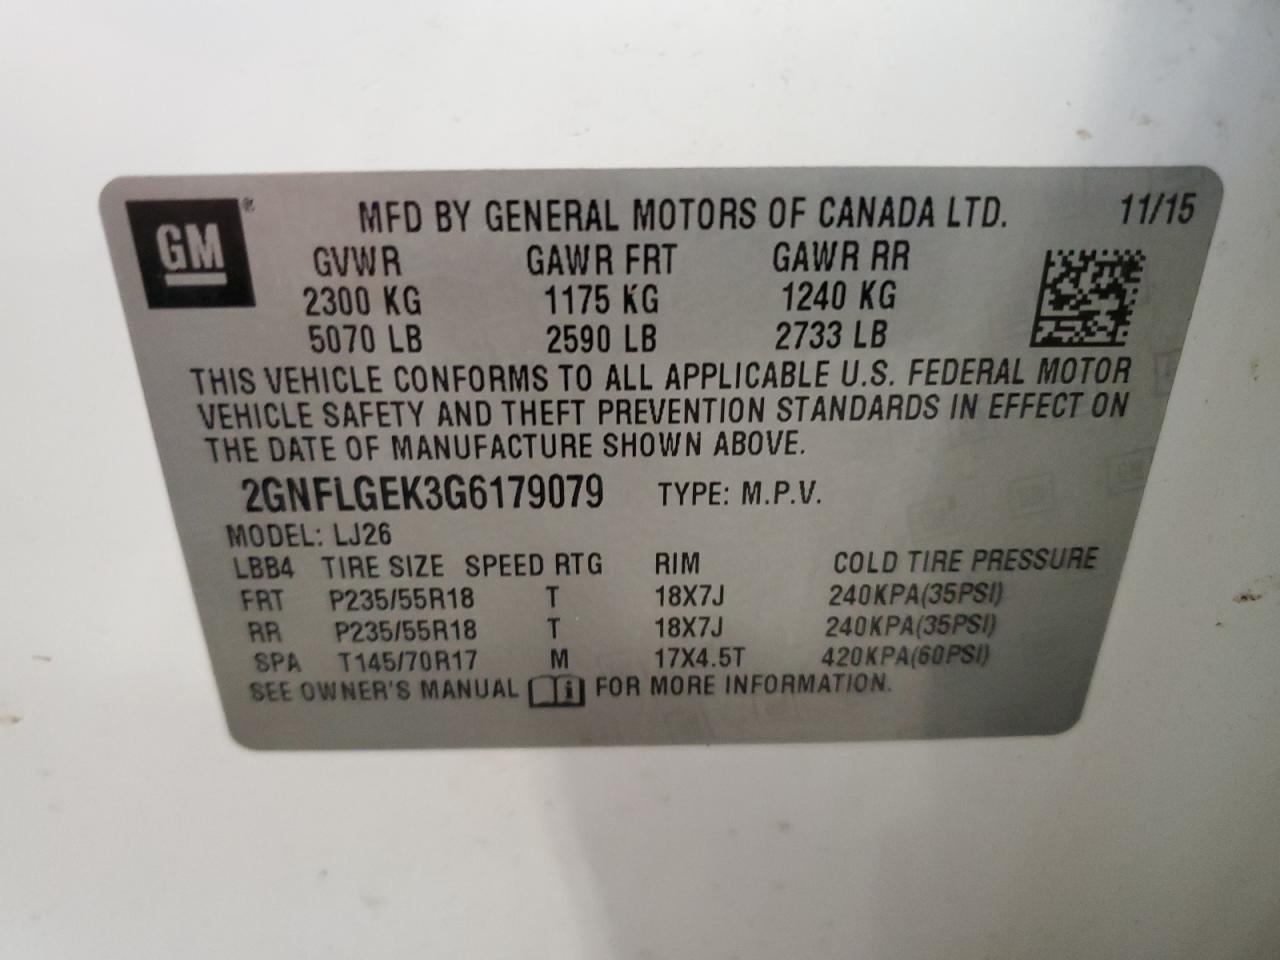 GM® MFD BY GENERAL MOTORS OF CANADA LTD. 11/15
GVWR GAWR FRT GAWR RR
2300 KG 1175 KG 1240 KG
5070 LB 2590 LB 2733 LB
THIS VEHICLE CONFORMS TO ALL APPLICABLE U.S. FEDERAL MOTOR
VEHICLE SAFETY AND THEFT PREVENTION STANDARDS IN EFFECT ON
THE DATE OF MANUFACTURE SHOWN ABOVE.
2GNFLGEK3G6179079 TYPE: M.P.V.
MODEL: LJ26
LBB4 TIRE SIZE SPEED RTG RIM COLD TIRE PRESSURE
FRT P235/55R18 T 18X7J 240KPA(35PSI)
RR P235/55R18 T 18X7J 240KPA(35PSI)
SPA T145/70R17 M 17X4.5T 420KPA(60PSI)
SEE OWNER'S MANUAL i FOR MORE INFORMATION.